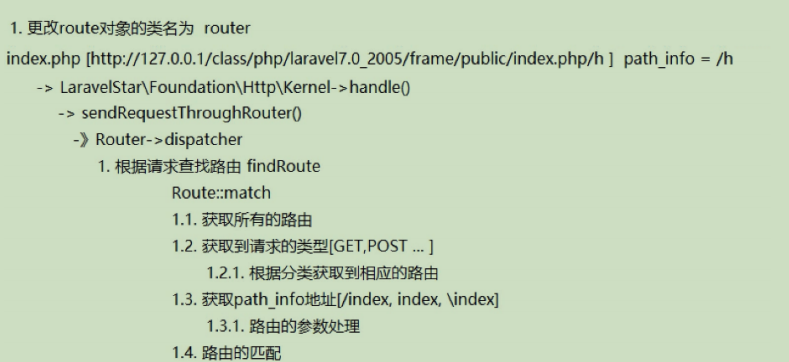 1. 更改route对象的类名为 router
index.php [http://127.0.0.1/class/php/laravel7.0_2005/frame/public/index.php/h ] path_info = /h
-> LaravelStar\Foundation\Http\Kernel->handle()
-> sendRequestThroughRouter()
-》Router->dispatcher
1. 根据请求查找路由 findRoute
Route::match
1.1. 获取所有的路由
1.2. 获取到请求的类型[GET,POST ... ]
1.2.1. 根据分类获取到相应的路由
1.3. 获取path_info地址[/index, index, \index]
1.3.1. 路由的参数处理
1.4. 路由的匹配